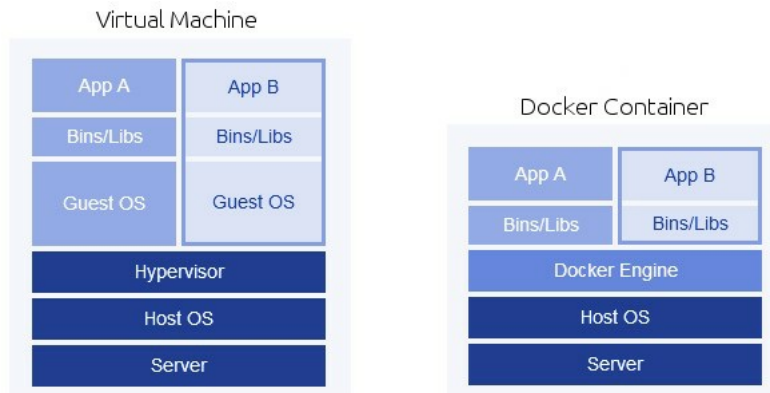 Virtual Machine
App A
App B
Bins/Libs
Bins/Libs
Guest OS
Guest OS
Hypervisor
Host OS
Server
Docker Container
App A
App B
Bins/Libs
Bins/Libs
Docker Engine
Host OS
Server